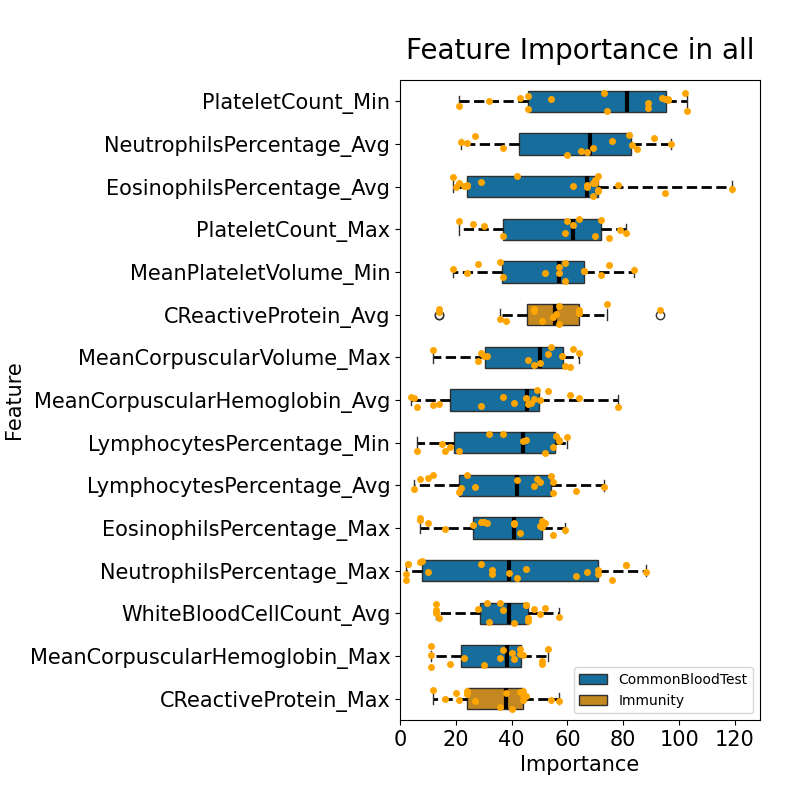 Feature Importance in all
PlateletCount_Min
NeutrophilsPercentage_Avg
EosinophilsPercentage_Avg
PlateletCount_Max
MeanPlateletVolume_Min
CReactiveProtein_Avg
MeanCorpuscularVolume_Max
MeanCorpuscularHemoglobin_Avg
LymphocytesPercentage_Min
LymphocytesPercentage_Avg
EosinophilsPercentage_Max
NeutrophilsPercentage_Max
WhiteBloodCellCount_Avg
MeanCorpuscularHemoglobin_Max
CReactiveProtein_Max
Feature
CommonBloodTest
Immunity
0 20 40 60 80 100 120
Importance